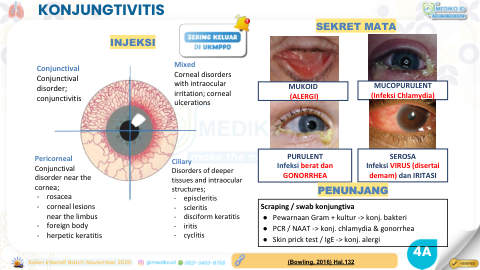 KONJUNGTIVITIS
INJEKSI
SERING KELUAR
DI UKMPPD
Conjunctival
Conjunctival
disorder;
conjunctivitis
Mixed
Corneal disorders
with intraocular
irritation; corneal
ulcerations
Pericorneal
Conjunctival
disorder near the
cornea;
- rosacea
- corneal lesions
near the limbus
- foreign body
- herpetic keratitis
Ciliary
Disorders of deeper
tissues and intraocular
structures;
- episcleritis
- scleritis
- disciform keratitis
- iritis
- cyclitis
SEKRET MATA
MUKOID
(ALERGI)
MUCOPURULENT
(Infeksi Chlamydia)
PURULENT
Infeksi berat dan
GONORRHEA
SEROSA
Infeksi VIRUS (disertai
demam) dan IRITASI
PENUNJANG
Scraping / swab konjungtiva
● Pewarnaan Gram + kultur -> konj. bakteri
● PCR / NAAT -> konj. chlamydia & gonorrhea
● Skin prick test / IgE -> konj. alergi
4A
(Bowling, 2016) Hal.132
MEDIKO.ID